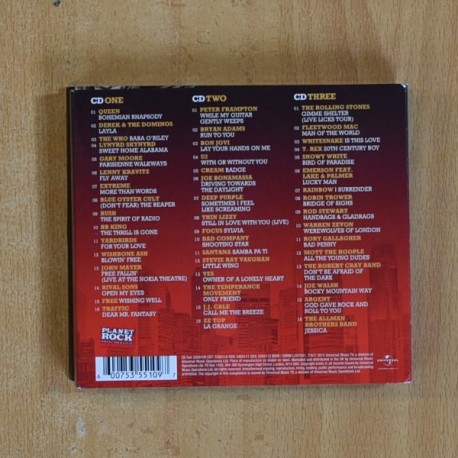 CD ONE
01 QUEEN
BOHEMIAN RHAPSODY
02 DEREK & THE DOMINOS
LAYLA
03 THE WHO BABA O'RILEY
04 LYNYRD SKYNYRD
SWEET HOME ALABAMA
05 GARY MOORE
PARISIENNE WALKWAYS
06 LENNY KRAVITZ
FLY AWAY
07 EXTREME
MORE THAN WORDS
08 BLUE OYSTER CULT
(DON'T FEAR) THE REAPER
09 RUSH
THE SPIRIT OF RADIO
10 BB KING
THE THRILL IS GONE
11 YARDBIRDS
FOR YOUR LOVE
12 WISHBONE ASH
BLOWIN' FREE
13 JOHN MAYER
FREE FALLIN'
(LIVE AT THE NOKIA THEATRE)
14 RIVAL SONS
OPEN MY EYES
15 FREE WISHING WELL
16 TRAFFIC
DEAR MR. FANTASY
CD TWO
01 PETER FRAMPTON
WHILE MY GUITAR
GENTLY WEEPS
02 BRYAN ADAMS
RUN TO YOU
03 BON JOVI
LAY YOUR HANDS ON ME
04 U2
WITH OR WITHOUT YOU
05 CREAM BADGE
06 JOE BONAMASSA
DRIVING TOWARDS
THE DAYLIGHT
07 DEEP PURPLE
SOMETIMES I FEEL
LIKE SCREAMING
08 THIN LIZZY
STILL IN LOVE WITH YOU (LIVE)
09 FOCUS SYLVIA
10 BAD COMPANY
SHOOTING STAR
11 SANTANA SAMBA PA TI
12 STEVIE RAY VAUGHAN
LITTLE WING
13 YES
OWNER OF A LONELY HEART
14 THE TEMPERANCE
MOVEMENT
ONLY FRIEND
15 J.J. CALE
CALL ME THE BREEZE
16 ZZ TOP
LA GRANGE
CD THREE
01 THE ROLLING STONES
GIMME SHELTER
(LIVE LICKS TOUR)
02 FLEETWOOD MAC
MAN OF THE WORLD
03 WHITESNAKE IS THIS LOVE
04 T. REX 20TH CENTURY BOY
05 SNOWY WHITE
BIRD OF PARADISE
06 EMERSON FEAT.
LAKE & PALMER
LUCKY MAN
07 RAINBOW I SURRENDER
08 ROBIN TROWER
BRIDGE OF SIGHS
09 ROD STEWART
HANDBAGS & GLADRAGS
10 WARREN ZEVON
WEREWOLVES OF LONDON
11 RORY GALLAGHER
BAD PENNY
12 MOTT THE HOOPLE
ALL THE YOUNG DUDES
13 THE ROBERT CRAY BAND
DON'T BE AFRAID OF
THE DARK
14 JOE WALSH
ROCKY MOUNTAIN WAY
15 ARGENT
GOD GAVE ROCK AND
ROLL TO YOU
16 THE ALLMAN
BROTHERS BAND
JESSICA
PLANET
ROCK
6 00753 55109 7
UNIVERSAL